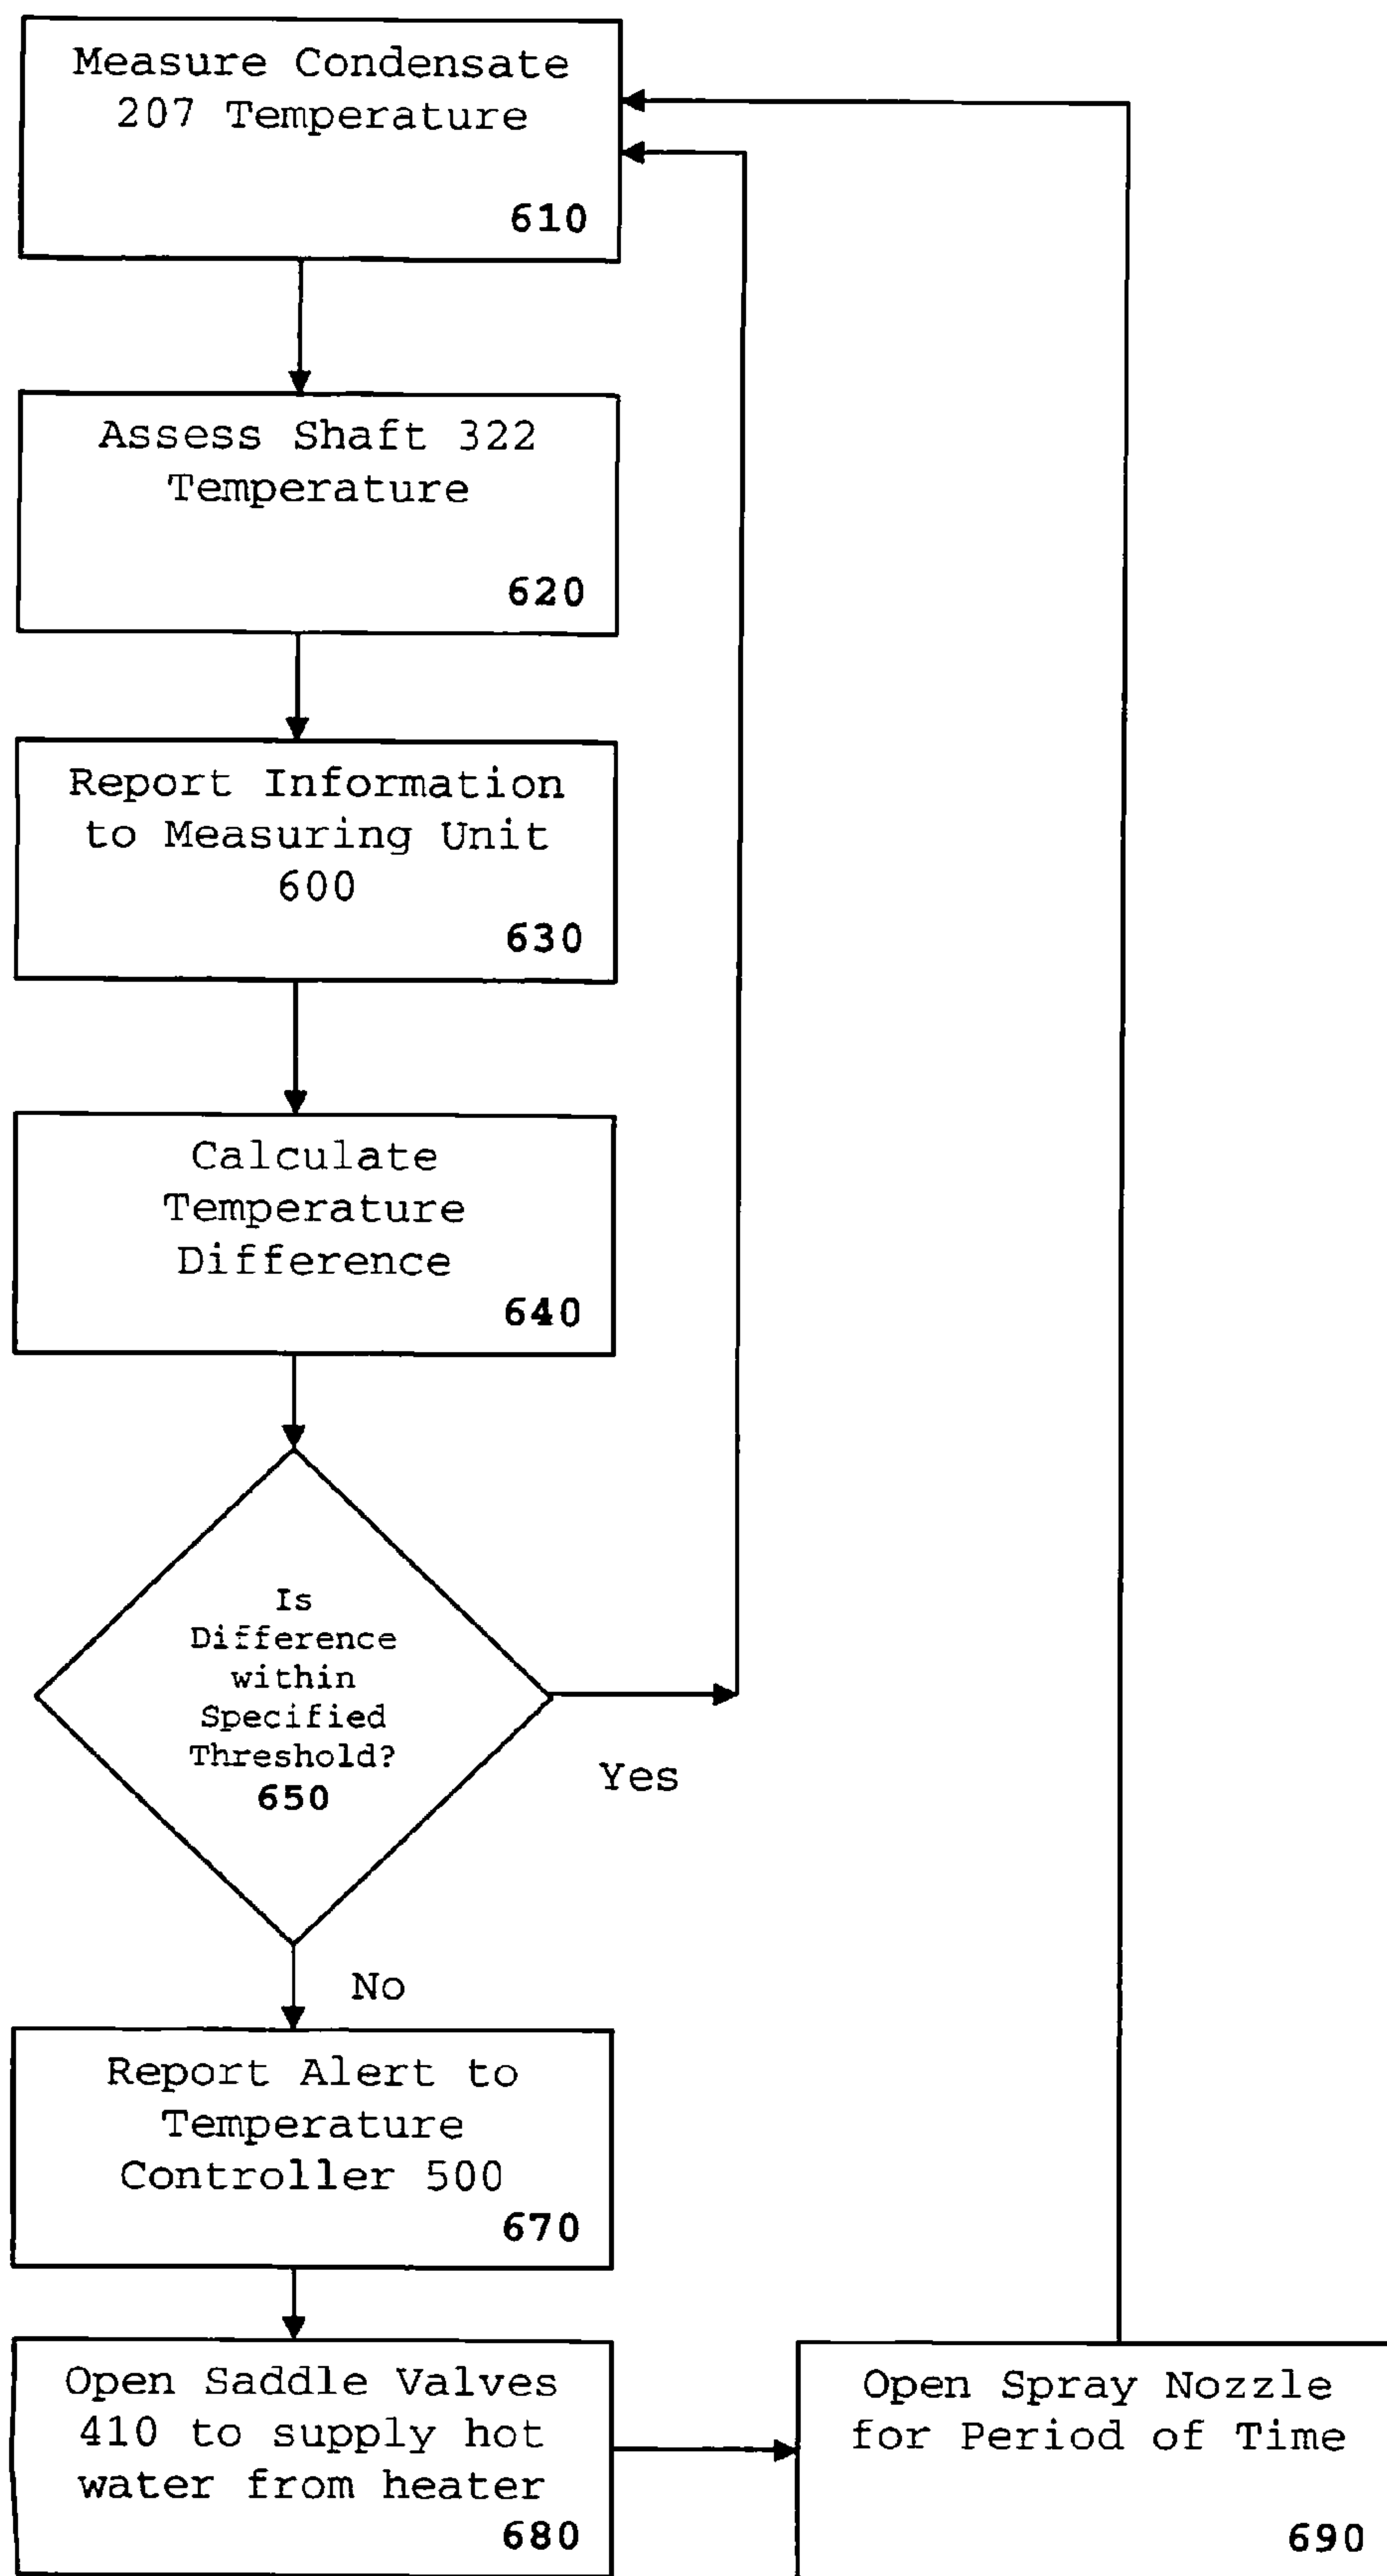 Measure Condensate
207 Temperature
610
Assess Shaft 322
Temperature
620
Report Information
to Measuring Unit
600
630
Calculate
Temperature
Difference
640
Is
Difference
within
Specified
Threshold?
650
Yes
No
Report Alert to
Temperature
Controller 500
670
Open Saddle Valves
410 to supply hot
water from heater
680
Open Spray Nozzle
for Period of Time
690